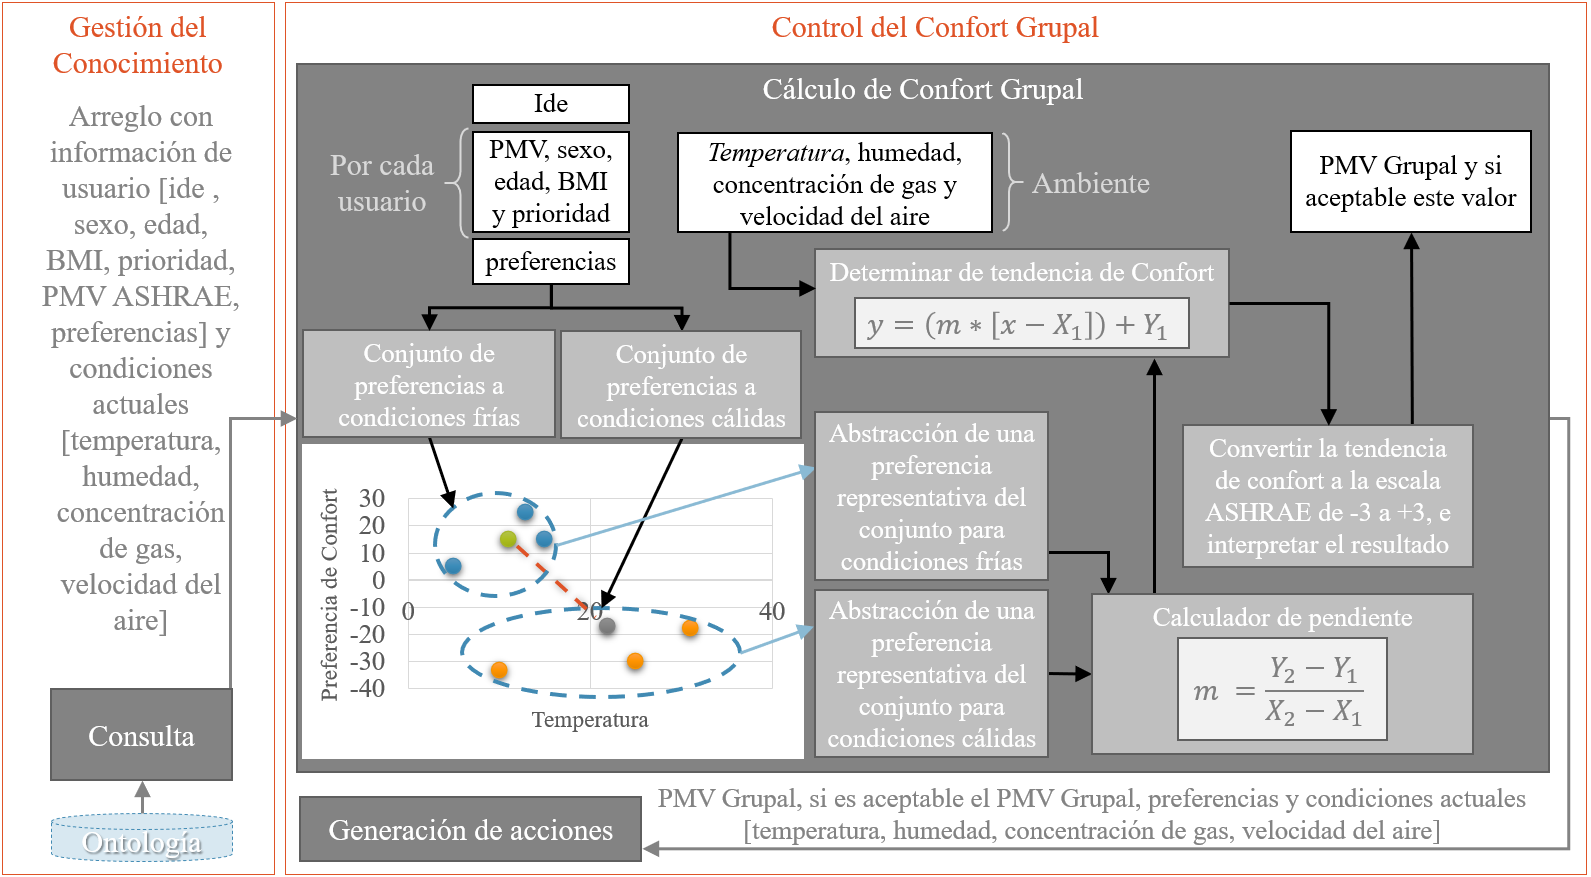 Gestión del
Conocimiento
Arreglo con
información de
usuario [ide ,
sexo, edad,
BMI, prioridad,
PMV ASHRAE,
preferencias] y
condiciones
actuales
[temperatura,
humedad,
concentración
de gas,
velocidad del
aire]
Consulta
Ontología
Control del Confort Grupal
Cálculo de Confort Grupal
Por cada
usuario
Ide
PMV, sexo,
edad, BMI
y prioridad
preferencias
Temperatura, humedad,
concentración de gas y
velocidad del aire
Ambiente
PMV Grupal y si
aceptable este valor
Determinar de tendencia de Confort
y = (m ∗ [x − X₁]) + Y₁
Conjunto de
preferencias a
condiciones frías
Conjunto de
preferencias a
condiciones cálidas
Preferencia de Confort
30
20
10
0
-10
-20
-30
-40
0
20
40
Temperatura
Abstracción de una
preferencia
representativa del
conjunto para
condiciones frías
Abstracción de una
preferencia
representativa del
conjunto para
condiciones cálidas
Convertir la tendencia
de confort a la escala
ASHRAE de -3 a +3, e
interpretar el resultado
Calculador de pendiente
m = (Y₂ − Y₁)/(X₂ − X₁)
Generación de acciones
PMV Grupal, si es aceptable el PMV Grupal, preferencias y condiciones actuales
[temperatura, humedad, concentración de gas, velocidad del aire]